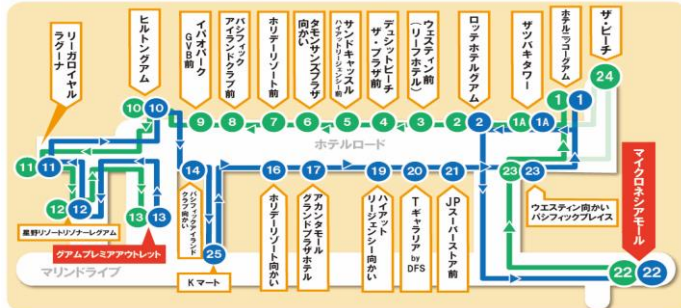 リーガロイヤル
ラグーナ
ヒルトングアム
イパオパーク
GVB前
パシフィック
アイランドクラブ前
ホリデーリゾート前
タモンサンズプラザ
向かい
サンドキャッスル
ハイアットリージェンシー前
デュシットビーチ
ザ・プラザ前
ウェスティン前
(リーフホテル)
ロッテホテルグアム
ザツバキタワー
ホテルニッコーグアム
ザ・ビーチ
24
10
10
9
8
7
6
5
4
3
2
2
1A
1A
1
1
ホテルロード
11
11
14
16
17
19
20
21
23
23
マイクロネシアモール
12
12
13
13
25
22
22
星野リゾートリゾナーレグアム
グアムプレミアアウトレット
パシフィックアイランド
クラブ向かい
Kマート
ホリデーリゾート向かい
アカンタモール
グランドプラザホテル
ハイアット
リージェンシー向かい
Tギャラリア
by DFS
JPスーパーストア前
ウエスティン向かい
パシフィックプレイス
マリンドライブ